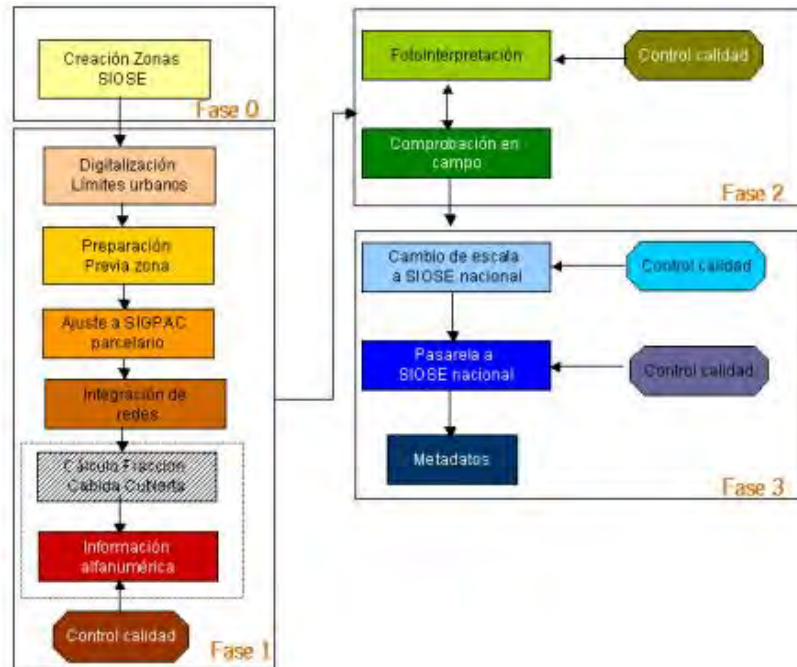 Creación Zonas
SIOSE
Fase 0
Digitalización
Límites urbanos
Preparación
Previa zona
Ajuste a SIGPAC
parcelario
Integración de
redes
Cálculo Fracción
Cabida Cubierta
Información
alfanumérica
Control calidad
Fase 1
Fotointerpretación
Control calidad
Comprobación en
campo
Fase 2
Cambio de escala
a SIOSE nacional
Control calidad
Pasarela a
SIOSE nacional
Control calidad
Metadatos
Fase 3